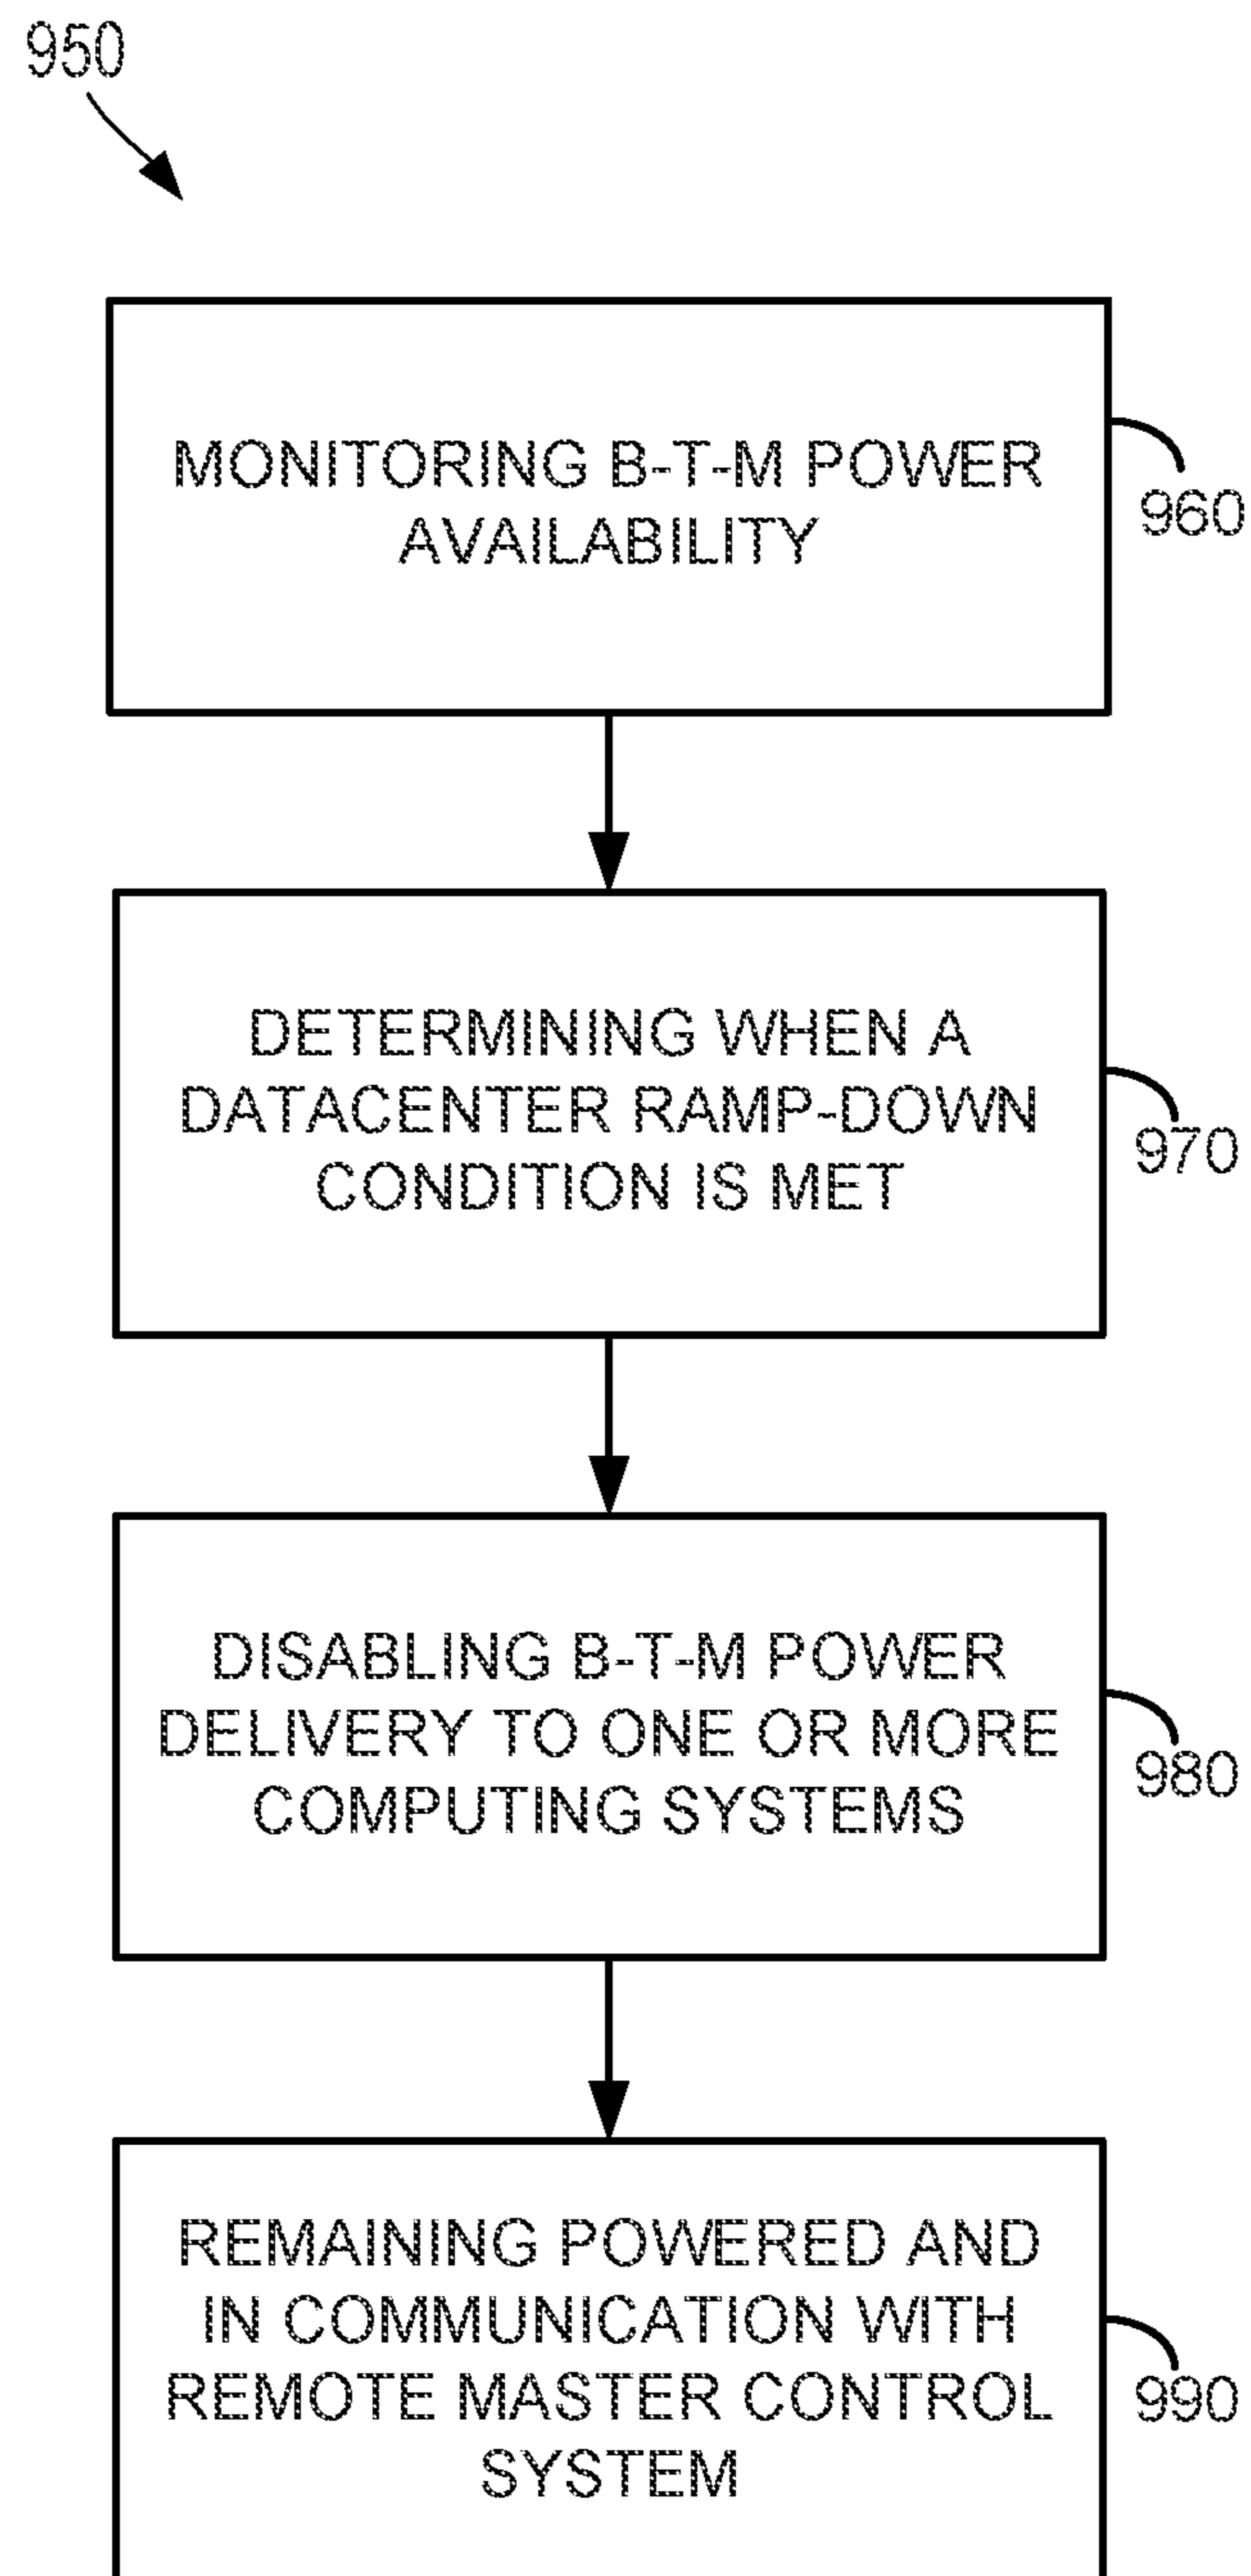 950
MONITORING B-T-M POWER
AVAILABILITY
960
DETERMINING WHEN A
DATACENTER RAMP-DOWN
CONDITION IS MET
970
DISABLING B-T-M POWER
DELIVERY TO ONE OR MORE
COMPUTING SYSTEMS
980
REMAINING POWERED AND
IN COMMUNICATION WITH
REMOTE MASTER CONTROL
SYSTEM
990